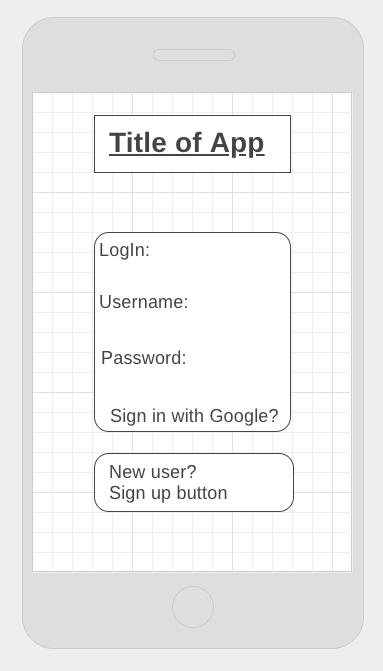 Title of App
LogIn:
Username:
Password:
Sign in with Google?
New user?
Sign up button